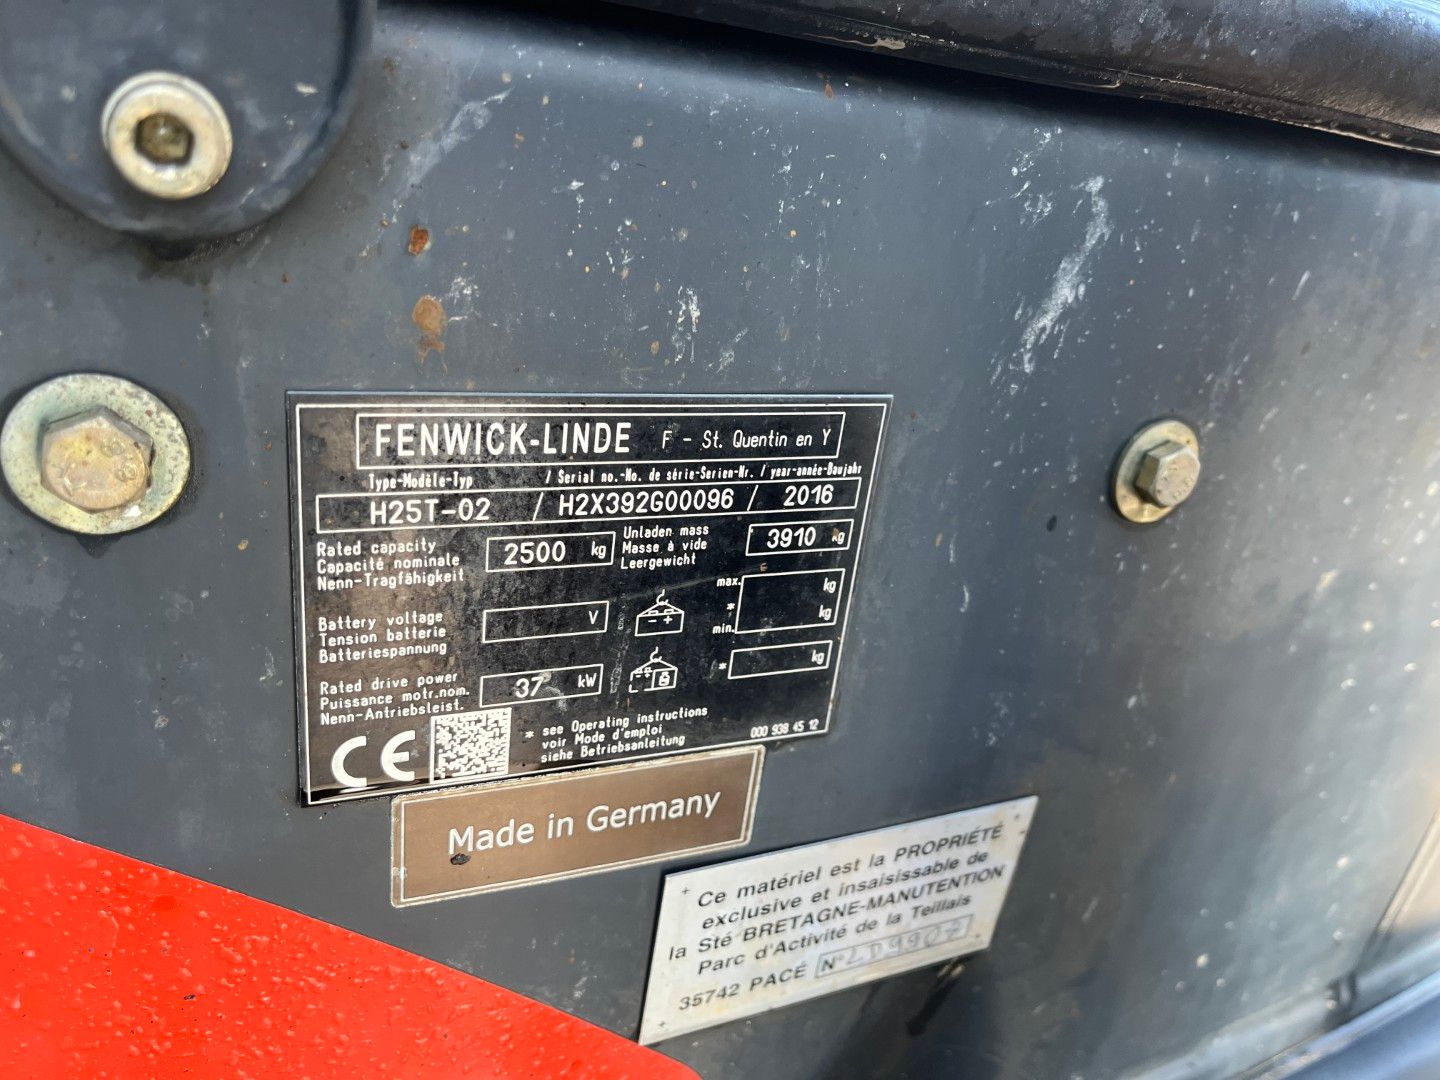 FENWICK-LINDE F - St. Quentin en Y
Type-Modèle-Typ / Serial no.-No. de série-Serien-Nr. / year-année-Baujahr
H25T-02 / H2X392G00096 / 2016
Rated capacity
Capacité nominale
Nenn-Tragfähigkeit
2500 kg
Unladen mass
Masse à vide
Leergewicht
3910 kg
Battery voltage
Tension batterie
Batteriespannung
V
- +
max. kg
*
min. kg
Rated drive power
Puissance motr.nom.
Nenn-Antriebsleist.
37 kW
* kg
CE
* see Operating instructions
voir Mode d'emploi
siehe Betriebsanleitung
000 938 45 12
Made in Germany
Ce matériel est la PROPRIÉTÉ
exclusive et insaisissable de
la Sté BRETAGNE-MANUTENTION
Parc d'Activité de la Teillais
35742 PACÉ N° LD9907